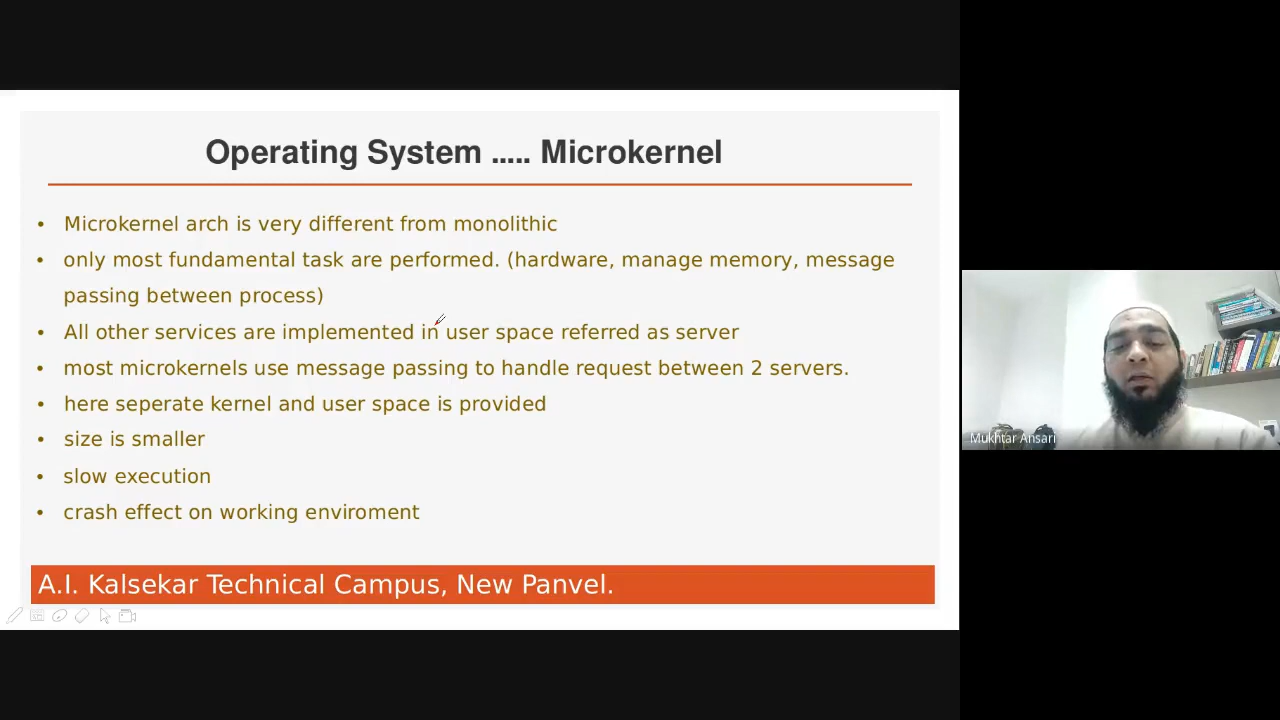 Operating System ..... Microkernel
• Microkernel arch is very different from monolithic
• only most fundamental task are performed. (hardware, manage memory, message
passing between process)
• All other services are implemented in user space referred as server
• most microkernels use message passing to handle request between 2 servers.
• here seperate kernel and user space is provided
• size is smaller
• slow execution
• crash effect on working enviroment
A.I. Kalsekar Technical Campus, New Panvel.
Mukhtar Ansari